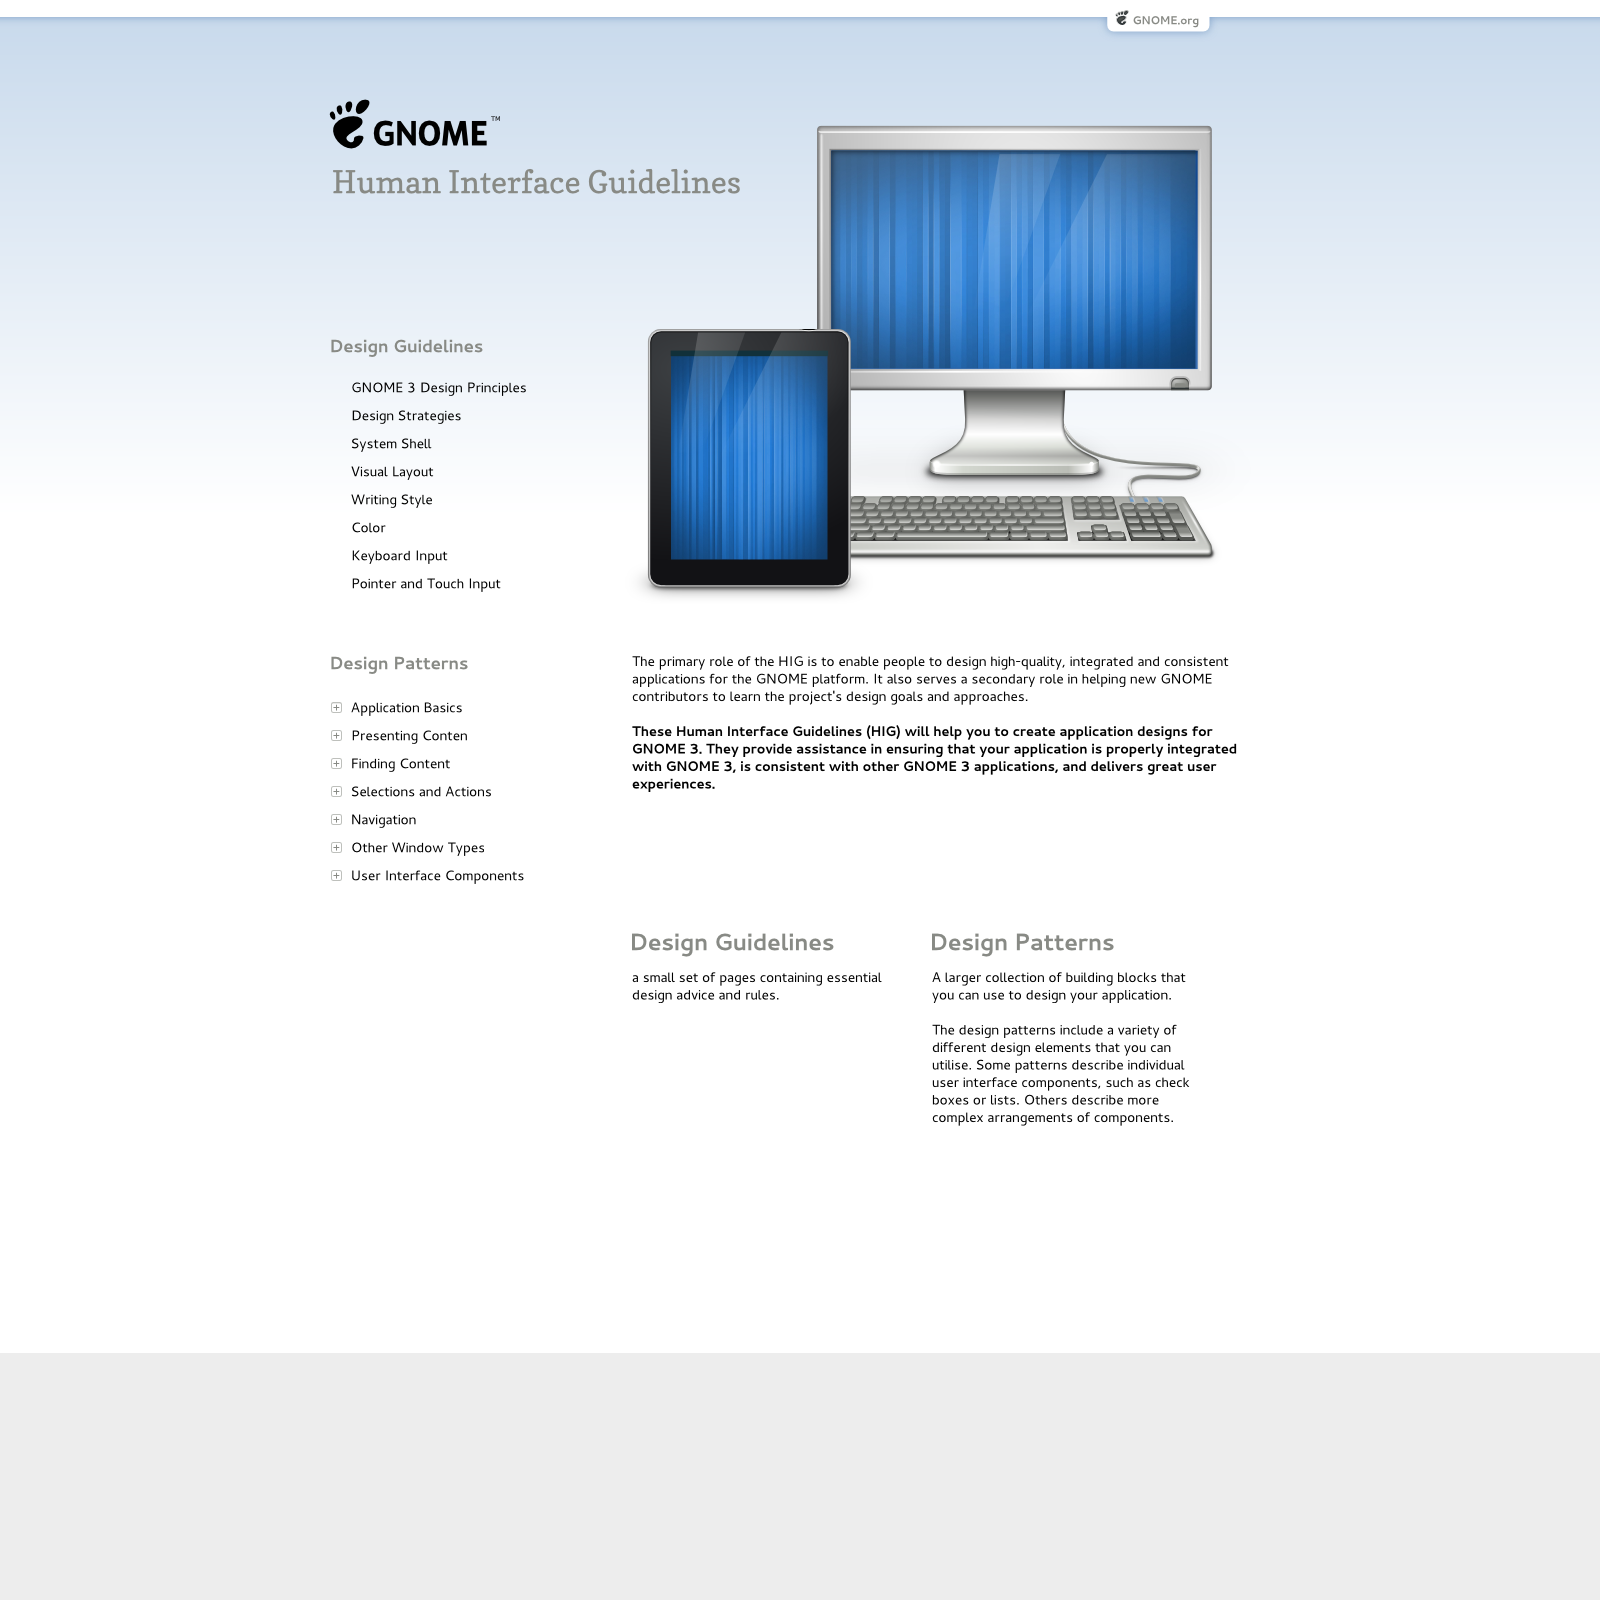 GNOME.org
GNOME™
Human Interface Guidelines
Design Guidelines
GNOME 3 Design Principles
Design Strategies
System Shell
Visual Layout
Writing Style
Color
Keyboard Input
Pointer and Touch Input
Design Patterns
Application Basics
Presenting Conten
Finding Content
Selections and Actions
Navigation
Other Window Types
User Interface Components
The primary role of the HIG is to enable people to design high-quality, integrated and consistent
applications for the GNOME platform. It also serves a secondary role in helping new GNOME
contributors to learn the project's design goals and approaches.
These Human Interface Guidelines (HIG) will help you to create application designs for
GNOME 3. They provide assistance in ensuring that your application is properly integrated
with GNOME 3, is consistent with other GNOME 3 applications, and delivers great user
experiences.
Design Guidelines
a small set of pages containing essential
design advice and rules.
Design Patterns
A larger collection of building blocks that
you can use to design your application.
The design patterns include a variety of
different design elements that you can
utilise. Some patterns describe individual
user interface components, such as check
boxes or lists. Others describe more
complex arrangements of components.